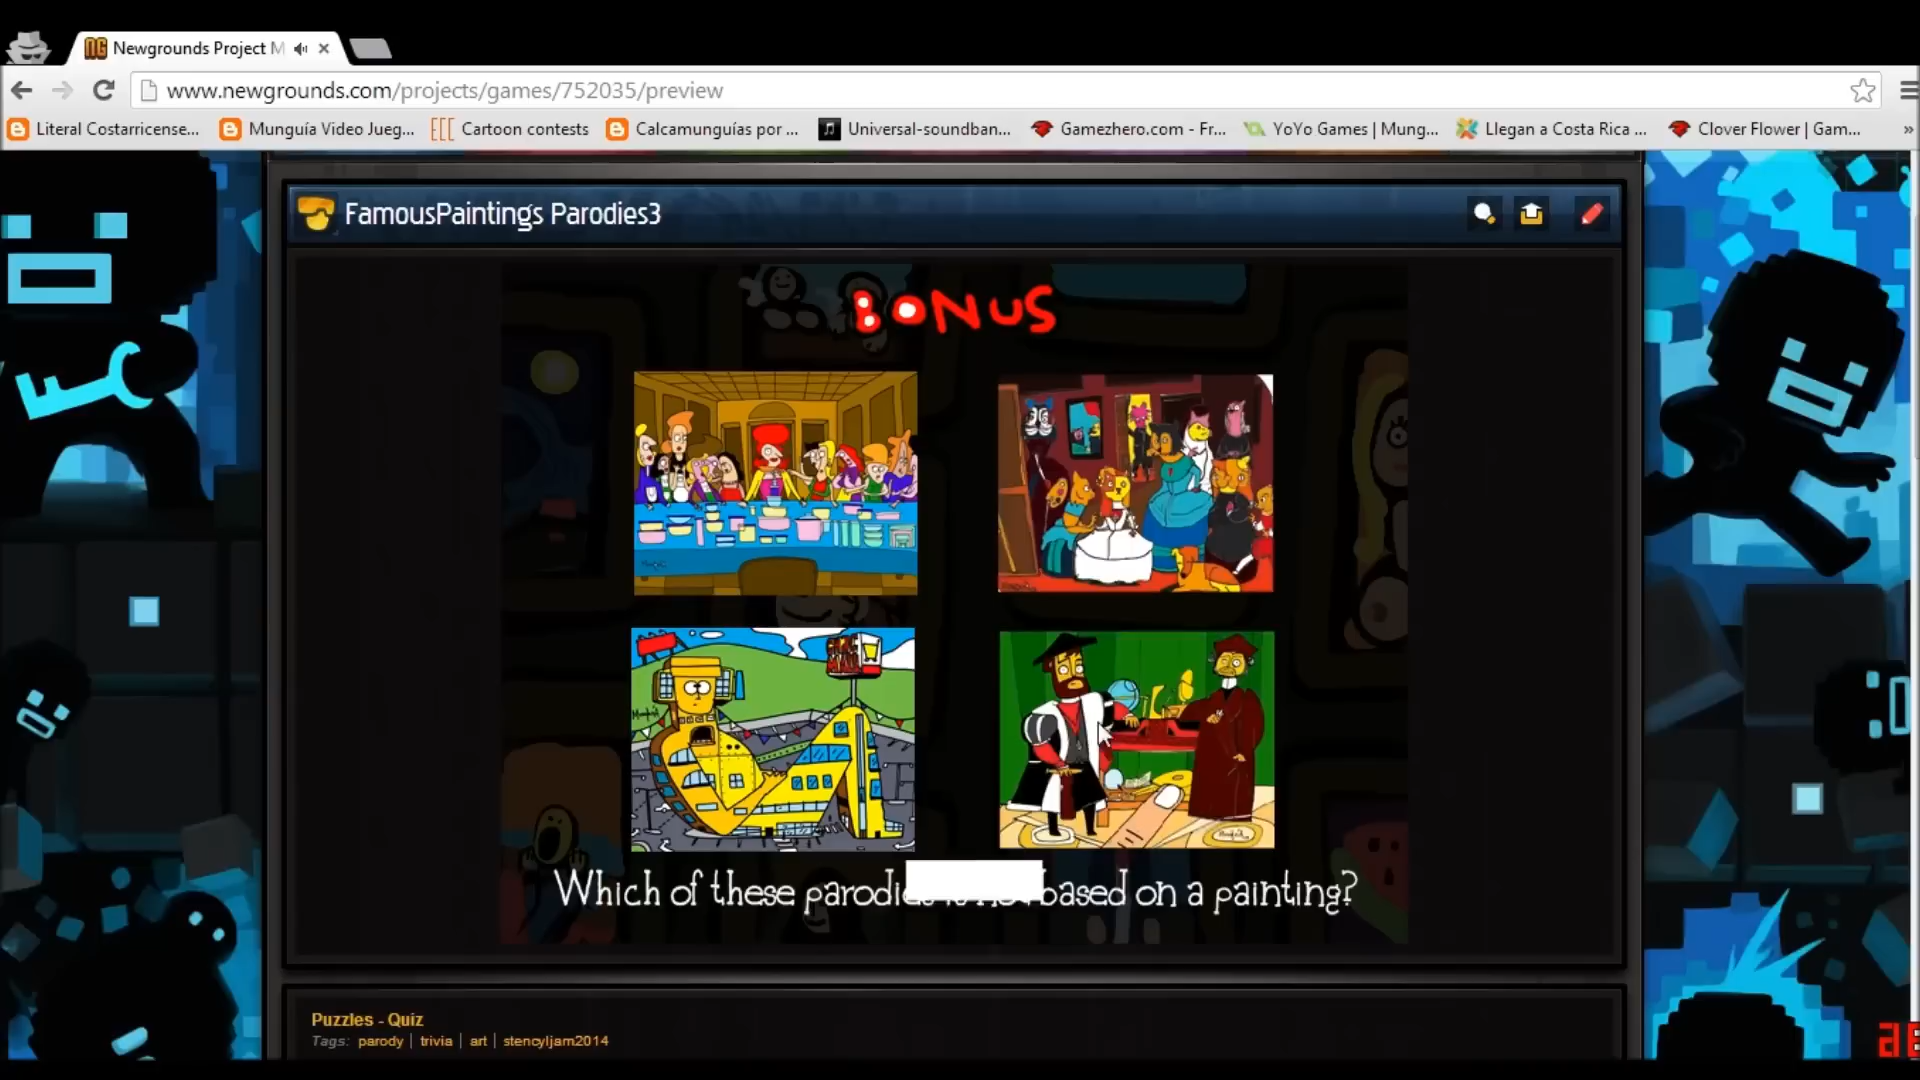 Newgrounds Project M
www.newgrounds.com/projects/games/752035/preview
Literal Costarricense... Munguía Video Jueg... Cartoon contests Calcamunguías por ... Universal-soundban... Gamezhero.com - Fr... YoYo Games | Mung... Llegan a Costa Rica ... Clover Flower | Gam... »
FamousPaintings Parodies3
BONUS
Which of these based on a painting?
Puzzles - Quiz
Tags: parody | trivia | art | stencyljam2014